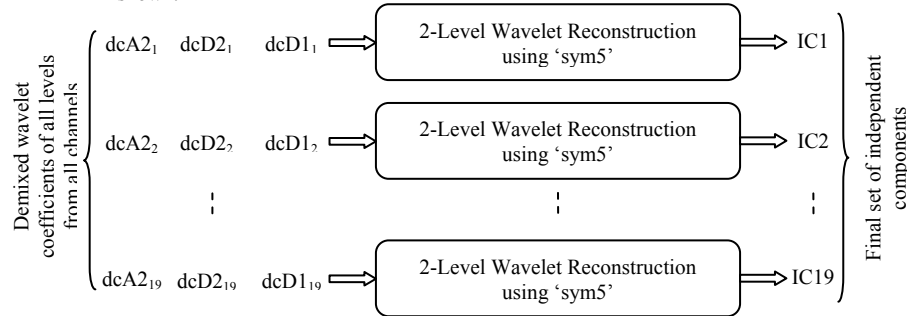 Demixed wavelet
coefficients of all levels
from all channels
dcA2₁ dcD2₁ dcD1₁ 2-Level Wavelet Reconstruction
using ‘sym5’ IC1
dcA2₂ dcD2₂ dcD1₂ 2-Level Wavelet Reconstruction
using ‘sym5’ IC2
dcA2₁₉ dcD2₁₉ dcD1₁₉ 2-Level Wavelet Reconstruction
using ‘sym5’ IC19
Final set of independent
components